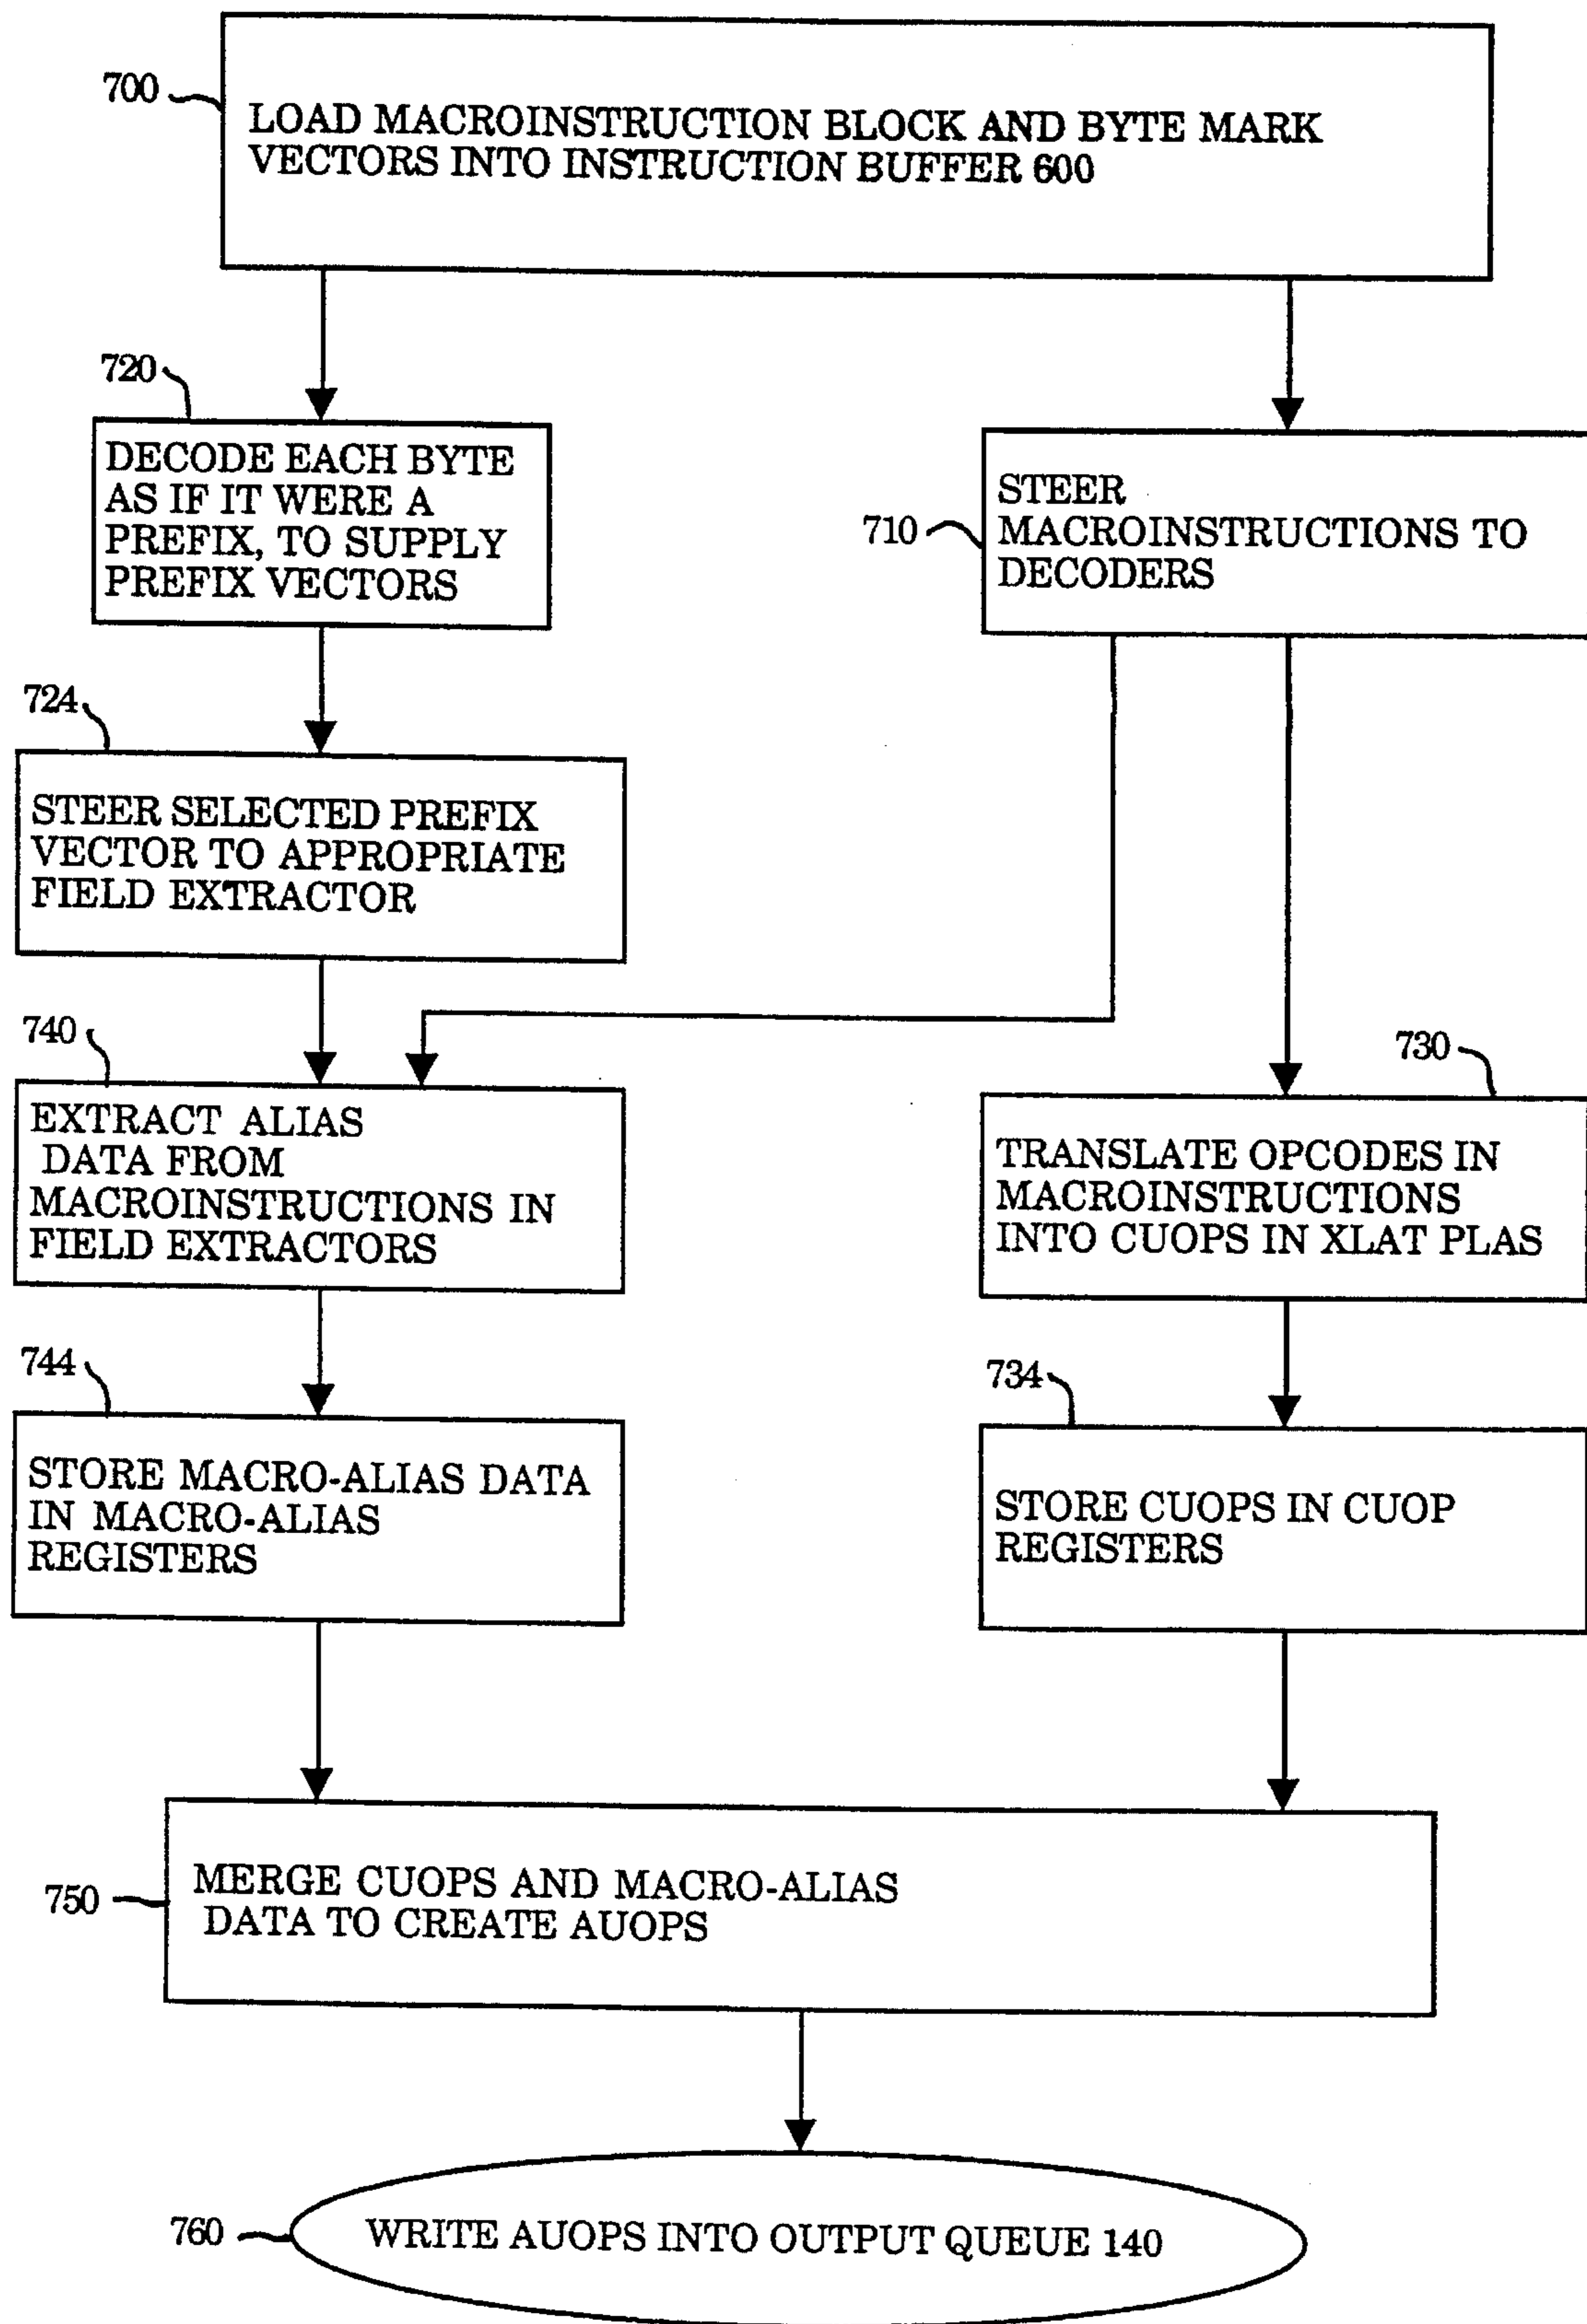 700
LOAD MACROINSTRUCTION BLOCK AND BYTE MARK
VECTORS INTO INSTRUCTION BUFFER 600
720
DECODE EACH BYTE
AS IF IT WERE A
PREFIX, TO SUPPLY
PREFIX VECTORS
710
STEER
MACROINSTRUCTIONS TO
DECODERS
724
STEER SELECTED PREFIX
VECTOR TO APPROPRIATE
FIELD EXTRACTOR
740
EXTRACT ALIAS
DATA FROM
MACROINSTRUCTIONS IN
FIELD EXTRACTORS
730
TRANSLATE OPCODES IN
MACROINSTRUCTIONS
INTO CUOPS IN XLAT PLAS
744
STORE MACRO-ALIAS DATA
IN MACRO-ALIAS
REGISTERS
734
STORE CUOPS IN CUOP
REGISTERS
750
MERGE CUOPS AND MACRO-ALIAS
DATA TO CREATE AUOPS
760
WRITE AUOPS INTO OUTPUT QUEUE 140